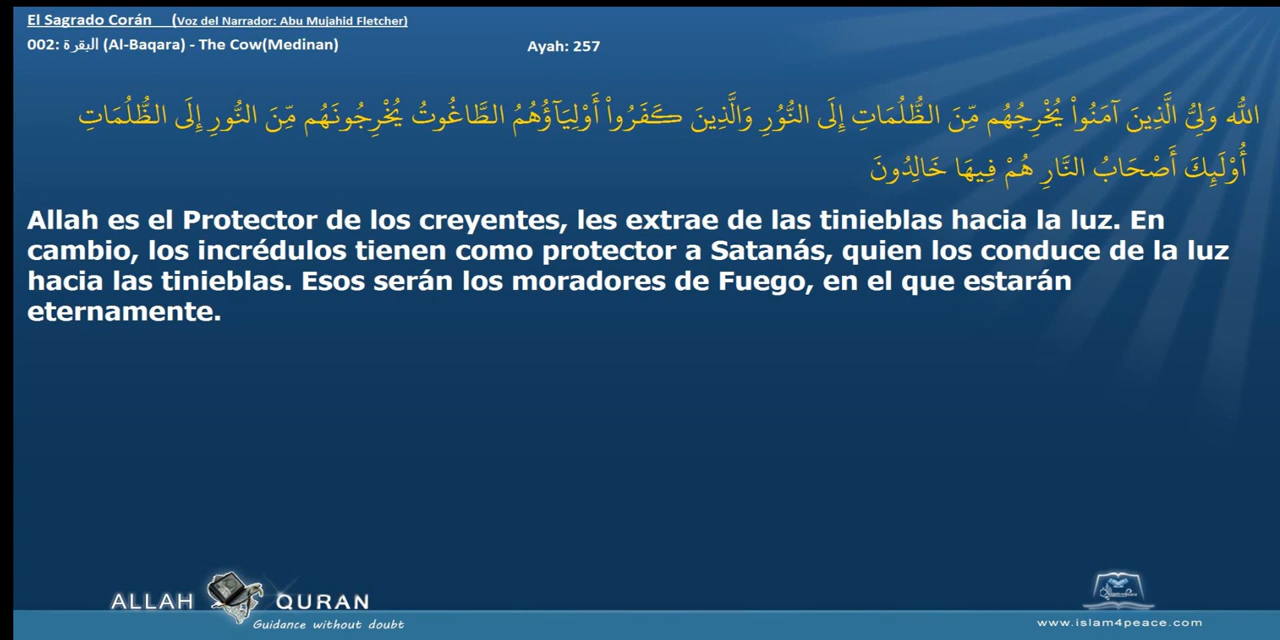 El Sagrado Corán (Voz del Narrador: Abu Mujahid Fletcher)
002: البقرة (Al-Baqara) - The Cow(Medinan) Ayah: 257
اللّه وَلِيُّ الَّذِينَ آمَنُواْ يُخْرِجُهُم مِّنَ الظُّلُمَاتِ إِلَى النُّوُرِ وَالَّذِينَ كَفَرُواْ أَوْلِيَآؤُهُمُ الطَّاغُوتُ يُخْرِجُونَهُم مِّنَ النُّورِ إِلَى الظُّلُمَاتِ
أُوْلَئِكَ أَصْحَابُ النَّارِ هُمْ فِيهَا خَالِدُونَ
Allah es el Protector de los creyentes, les extrae de las tinieblas hacia la luz. En
cambio, los incrédulos tienen como protector a Satanás, quien los conduce de la luz
hacia las tinieblas. Esos serán los moradores de Fuego, en el que estarán
eternamente.
ALLAH QURAN
Guidance without doubt
www.islam4peace.com